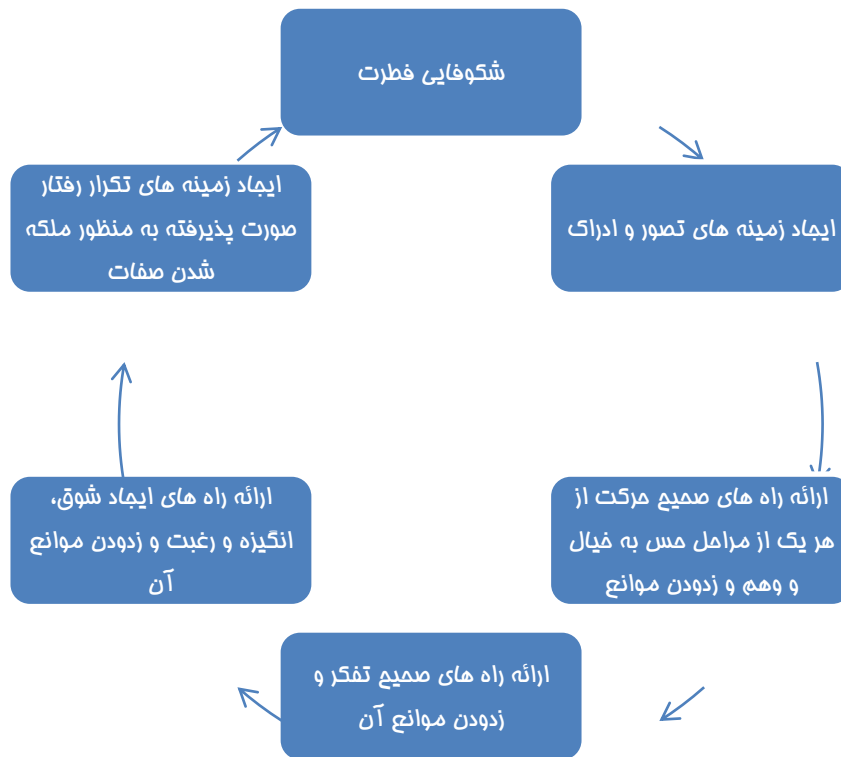 شکوفایی فطرت
ایجاد زمینه های تصور و ادراک
ارائه راه های صحیح حرکت از
هر یک از مراحل حس به خیال
و وهم و زدودن موانع
ارائه راه های صحیح تفکر و
زدودن موانع آن
ارائه راه های ایجاد شوق،
انگیزه و رغبت و زدودن موانع
آن
ایجاد زمینه های تکرار رفتار
صورت پذیرفته به منظور ملکه
شدن صفات